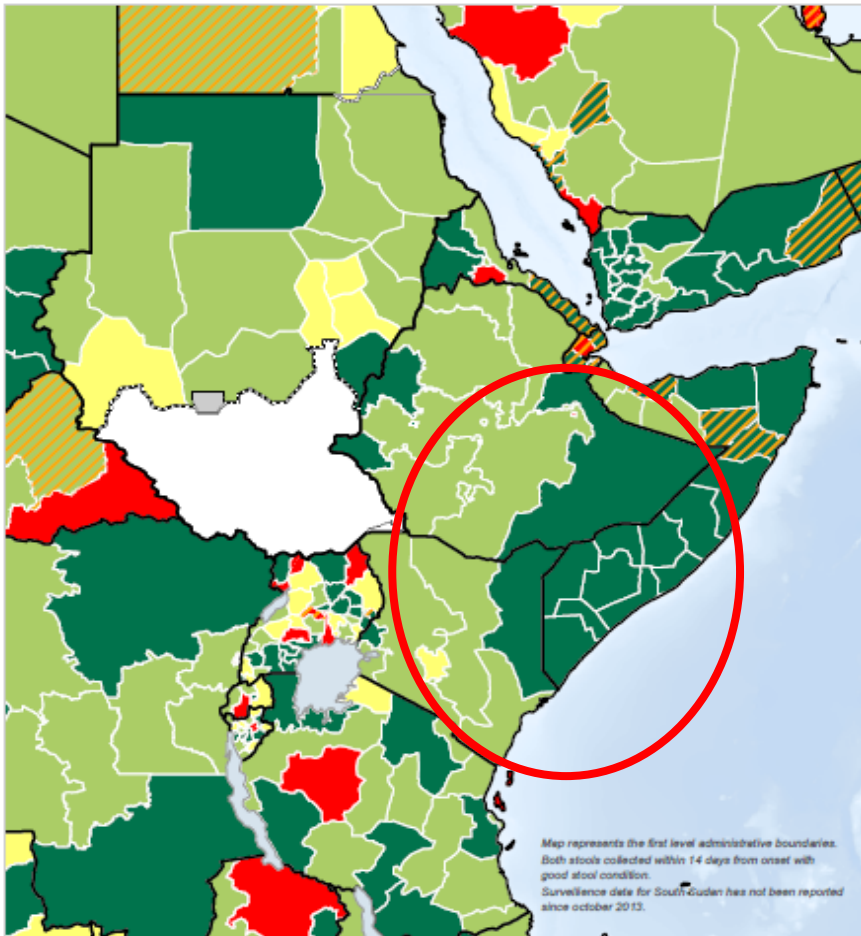 Map represents the first level administrative boundaries.
Both stools collected within 14 days from onset with
good stool condition.
Surveillence data for South Sudan has not been reported
since october 2013.